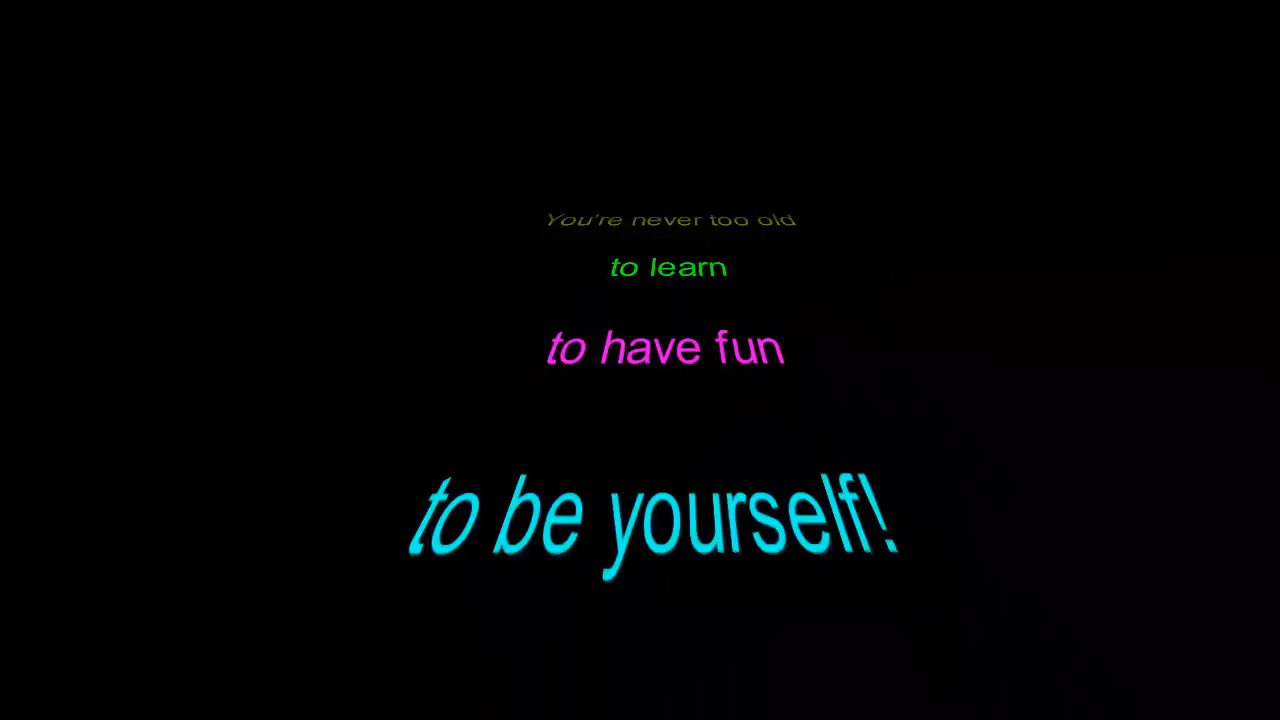 You're never too old
to learn
to have fun
to be yourself!